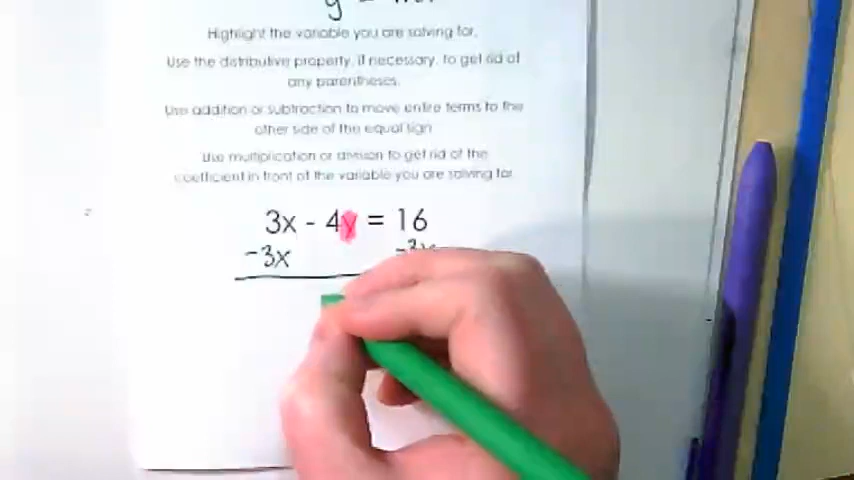 y =
Highlight the variable you are solving for.
Use the distributive property, if necessary, to get rid of
any parentheses.
Use addition or subtraction to move entire terms to the
other side of the equal sign
Use multiplication or division to get rid of the
coefficient in front of the variable you are solving for
3x - 4y = 16
-3x -3x